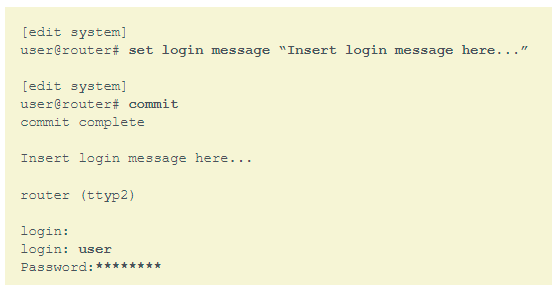 [edit system]
user@router# set login message “Insert login message here...”
[edit system]
user@router# commit
commit complete
Insert login message here...
router (ttyp2)
login:
login: user
Password:********